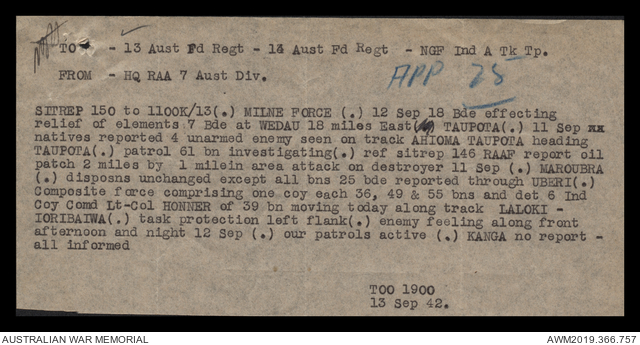 TO - 13 Aust Fd Regt - 14 Aust Fd Regt - NGF Ind A Tk Tp.
FROM - HQ RAA 7 Aust Div.
APP 25
SITREP 150 to 1100K/13(.) MILNE FORCE (.) 12 Sep 18 Bde effecting
relief of elements 7 Bde at WEDAU 18 miles East TAUPOTA(.) 11 Sep xx
natives reported 4 unarmed enemy seen on track AHIOMA TAUPOTA heading
TAUPOTA(.) patrol 61 bn investigating(.) ref sitrep 146 RAAF report oil
patch 2 miles by 1 milein area attack on destroyer 11 Sep (.) MAROUBRA
(.) disposns unchanged except all bns 25 bde reported through UBERI(.)
Composite force comprising one coy each 36, 49 & 55 bns and det 6 Ind
Coy Comd Lt-Col HONNER of 39 bn moving today along track LALOKI -
IORIBAIWA(.) task protection left flank(.) enemy feeling along front
afternoon and night 12 Sep (.) our patrols active (.) KANGA no report -
all informed
TOO 1900
13 Sep 42.
AUSTRALIAN WAR MEMORIAL
AWM2019.366.757